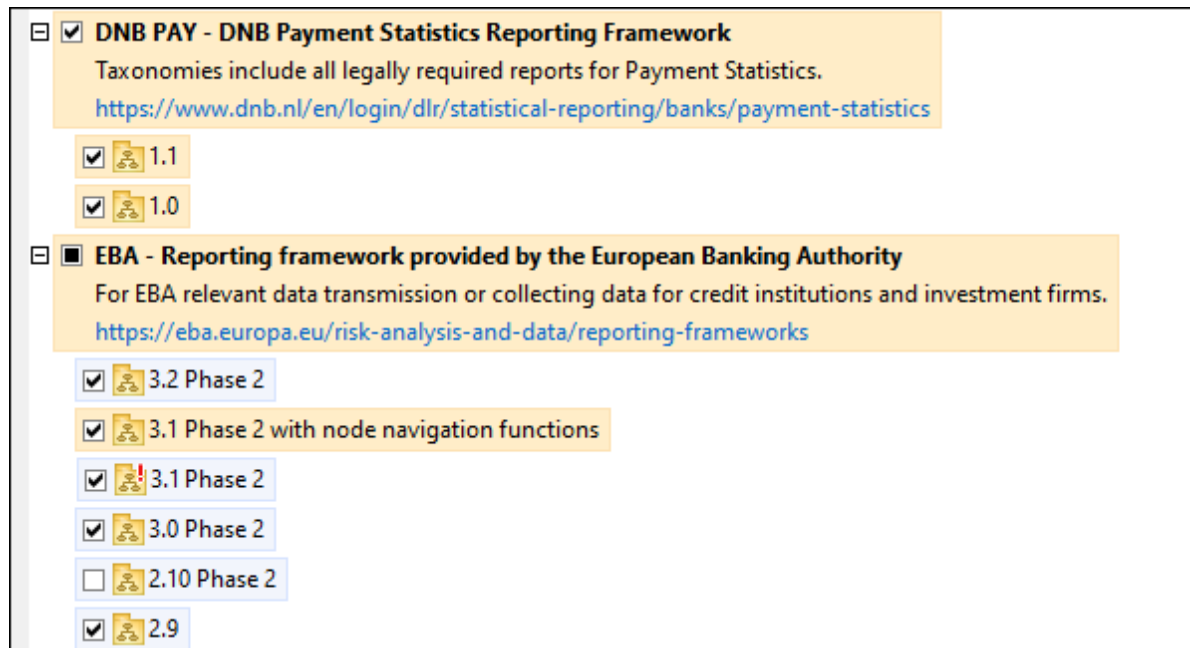 DNB PAY - DNB Payment Statistics Reporting Framework
Taxonomies include all legally required reports for Payment Statistics.
https://www.dnb.nl/en/login/dlr/statistical-reporting/banks/payment-statistics
1.1
1.0
EBA - Reporting framework provided by the European Banking Authority
For EBA relevant data transmission or collecting data for credit institutions and investment firms.
https://eba.europa.eu/risk-analysis-and-data/reporting-frameworks
3.2 Phase 2
3.1 Phase 2 with node navigation functions
3.1 Phase 2
3.0 Phase 2
2.10 Phase 2
2.9